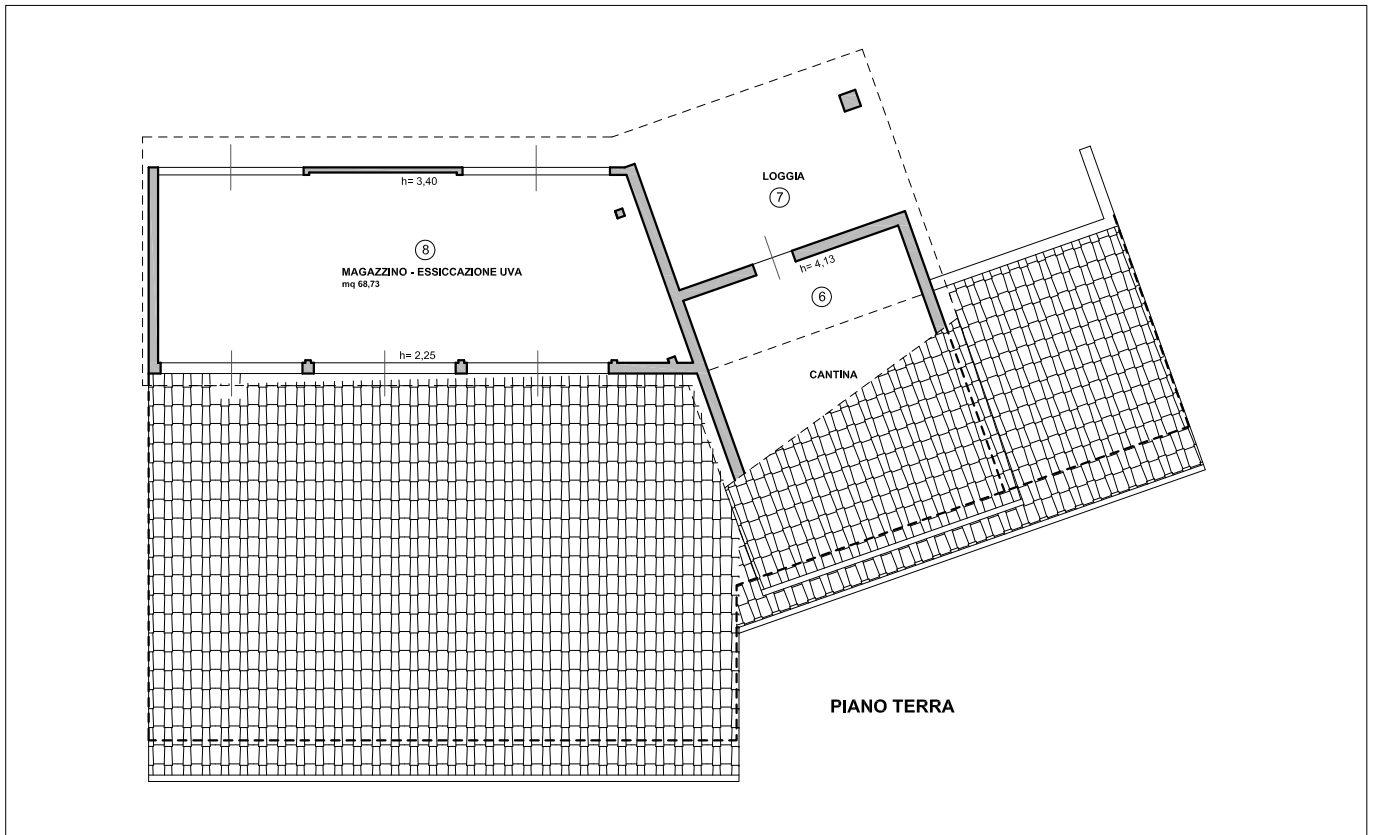 LOGGIA
7
h= 3,40
8
MAGAZZINO - ESSICCAZIONE UVA
mq 68,73
h= 4,13
6
h= 2,25
CANTINA
PIANO TERRA